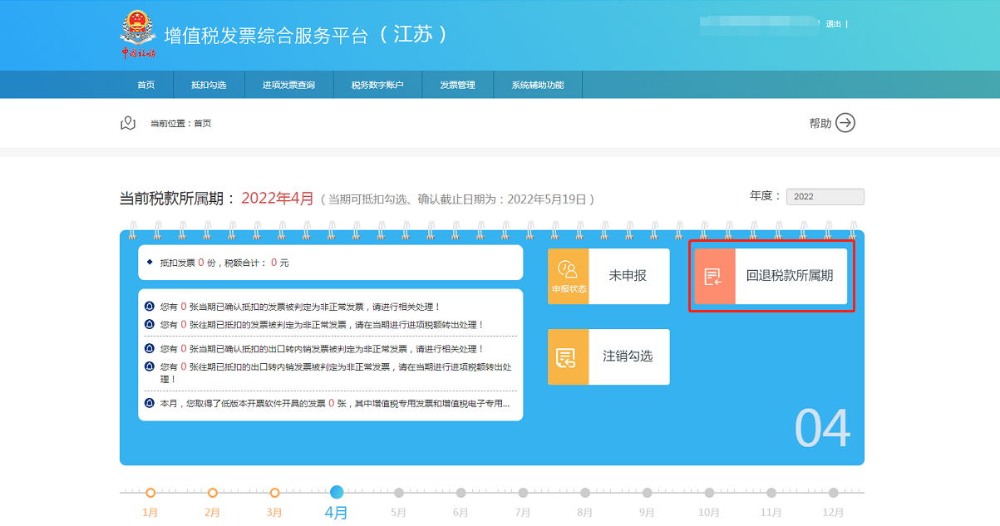 增值税发票综合服务平台（江苏）
中国税务
退出 |
首页 抵扣勾选 进项发票查询 税务数字账户 发票管理 系统辅助功能
当前位置：首页
帮助
当前税款所属期： 2022年4月 （ 当期可抵扣勾选、确认截止日期为：2022年5月19日 ）
年度： 2022
抵扣发票 0 份，税额合计： 0 元
您有 0 张当期已确认抵扣的发票被判定为非正常发票，请进行相关处理！
您有 0 张往期已抵扣的发票被判定为非正常发票，请在当期进行进项税额转出处理！
您有 0 张当期已确认抵扣的出口转内销发票被判定为非正常发票，请进行相关处理！
您有 0 张往期已抵扣的出口转内销发票被判定为非正常发票，请在当期进行进项税额转出处
理！
本月，您取得了低版本开票软件开具的发票 0 张，其中增值税专用发票和增值税电子专用...
申报状态
未申报
回退税款所属期
注销勾选
04
1月 2月 3月 4月 5月 6月 7月 8月 9月 10月 11月 12月